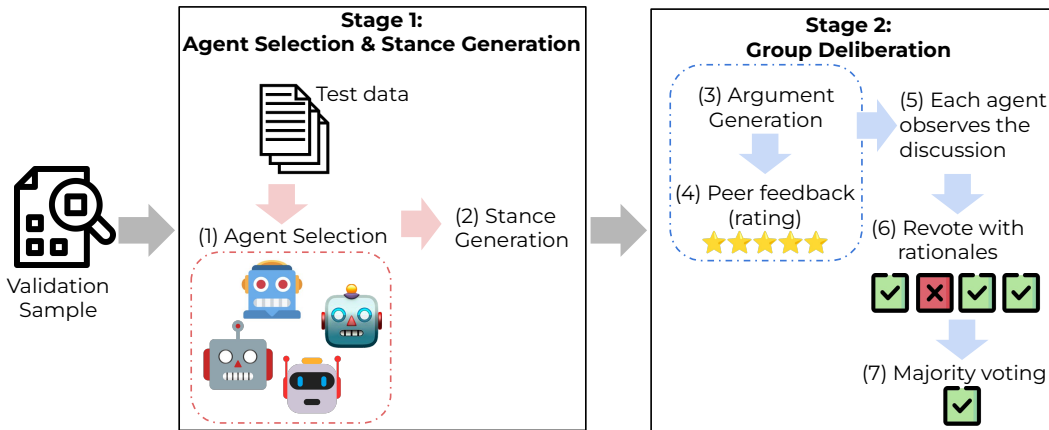 Validation
Sample
Stage 1:
Agent Selection & Stance Generation
Test data
(1) Agent Selection
(2) Stance
Generation
Stage 2:
Group Deliberation
(3) Argument
Generation
(4) Peer feedback
(rating)
(5) Each agent
observes the
discussion
(6) Revote with
rationales
(7) Majority voting